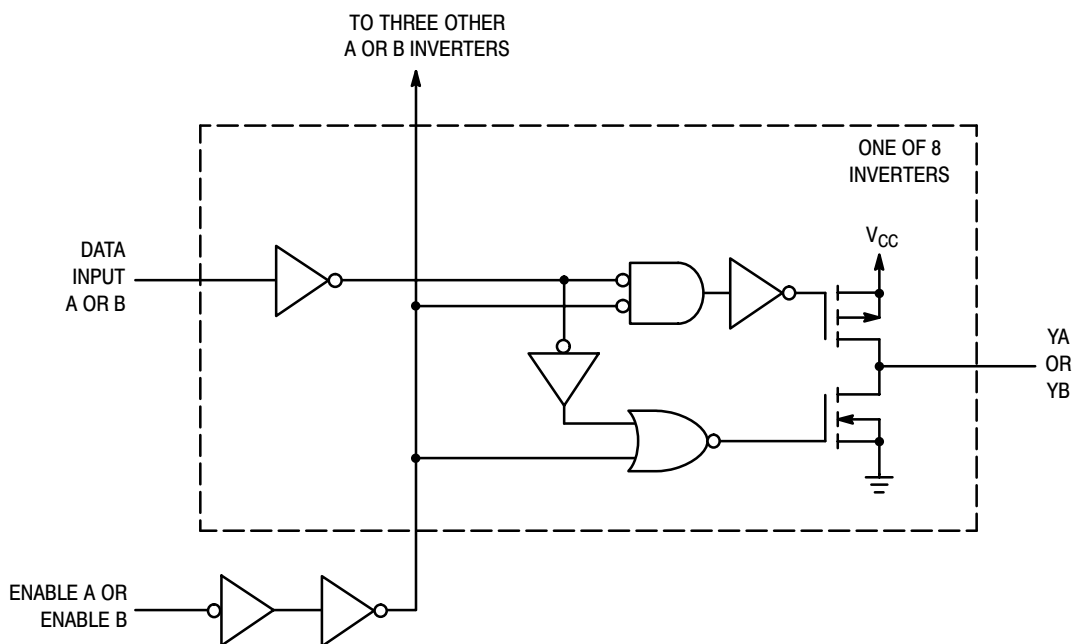 TO THREE OTHER
A OR B INVERTERS
ONE OF 8
INVERTERS
DATA
INPUT
A OR B
VCC
YA
OR
YB
ENABLE A OR
ENABLE B